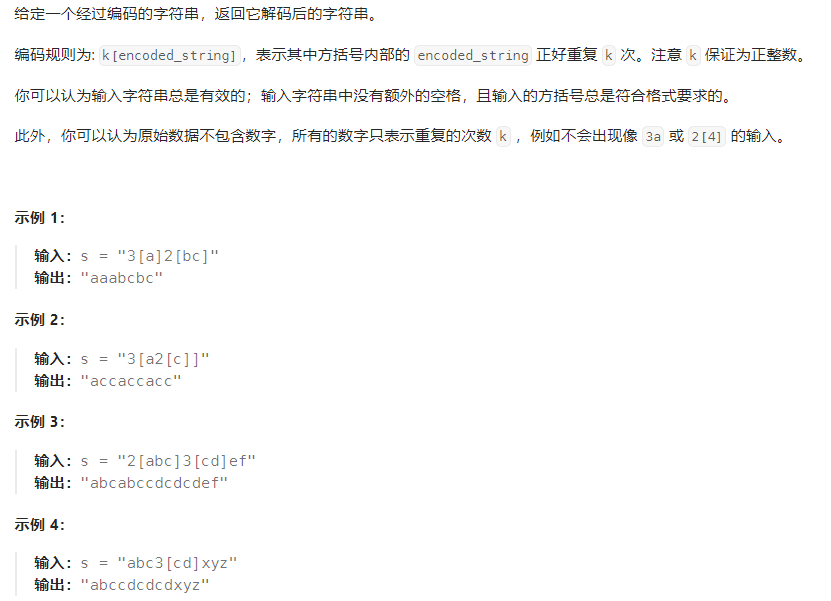 给定一个经过编码的字符串，返回它解码后的字符串。
编码规则为: k[encoded_string]，表示其中方括号内部的 encoded_string 正好重复 k 次。注意 k 保证为正整数。
你可以认为输入字符串总是有效的；输入字符串中没有额外的空格，且输入的方括号总是符合格式要求的。
此外，你可以认为原始数据不包含数字，所有的数字只表示重复的次数 k ，例如不会出现像 3a 或 2[4] 的输入。
示例 1：
输入：s = "3[a]2[bc]"
输出："aaabcbc"
示例 2：
输入：s = "3[a2[c]]"
输出："accaccacc"
示例 3：
输入：s = "2[abc]3[cd]ef"
输出："abcabccdcdcdef"
示例 4：
输入：s = "abc3[cd]xyz"
输出："abccdcdcdxyz"